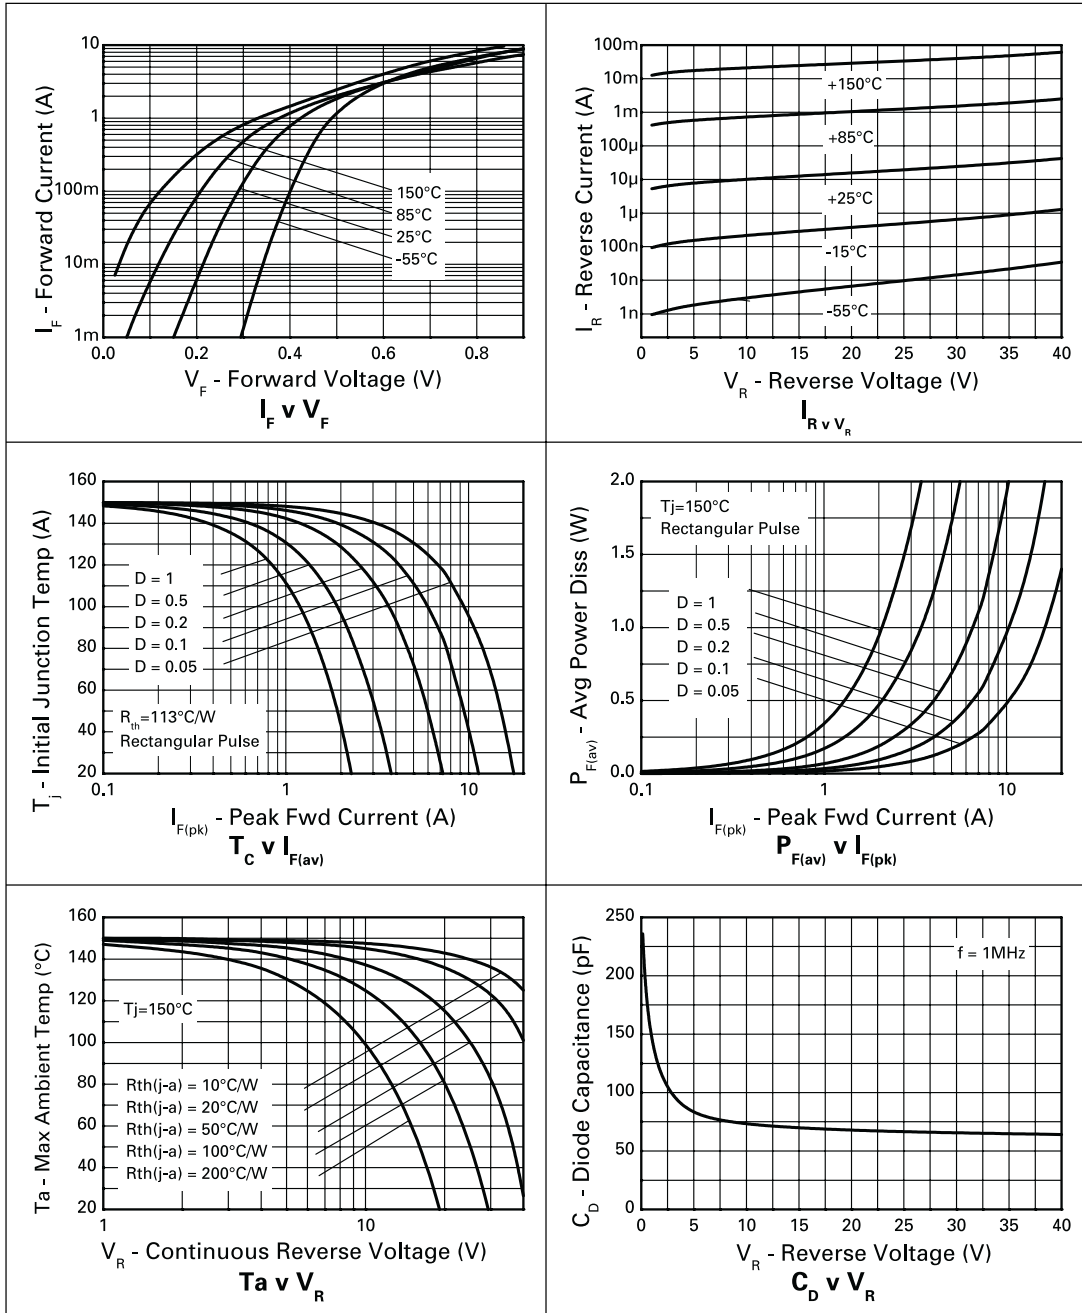 10
1
100m
10m
1m
0.0
0.2
0.4
0.6
0.8
I_F - Forward Current (A)
150°C
85°C
25°C
-55°C
V_F - Forward Voltage (V)
I_F v V_F
100m
10m
1m
100µ
10µ
1µ
100n
10n
1n
0
5
10
15
20
25
30
35
40
I_R - Reverse Current (A)
+150°C
+85°C
+25°C
-15°C
-55°C
V_R - Reverse Voltage (V)
I_R v V_R
160
140
120
100
80
60
40
20
0.1
1
10
T_j - Initial Junction Temp (A)
D = 1
D = 0.5
D = 0.2
D = 0.1
D = 0.05
R_th=113°C/W
Rectangular Pulse
I_F(pk) - Peak Fwd Current (A)
T_C v I_F(av)
2.0
1.5
1.0
0.5
0.0
0.1
1
10
P_F(av) - Avg Power Diss (W)
Tj=150°C
Rectangular Pulse
D = 1
D = 0.5
D = 0.2
D = 0.1
D = 0.05
I_F(pk) - Peak Fwd Current (A)
P_F(av) v I_F(pk)
160
140
120
100
80
60
40
20
1
10
Ta - Max Ambient Temp (°C)
Tj=150°C
Rth(j-a) = 10°C/W
Rth(j-a) = 20°C/W
Rth(j-a) = 50°C/W
Rth(j-a) = 100°C/W
Rth(j-a) = 200°C/W
V_R - Continuous Reverse Voltage (V)
Ta v V_R
250
200
150
100
50
0
0
5
10
15
20
25
30
35
40
C_D - Diode Capacitance (pF)
f = 1MHz
V_R - Reverse Voltage (V)
C_D v V_R